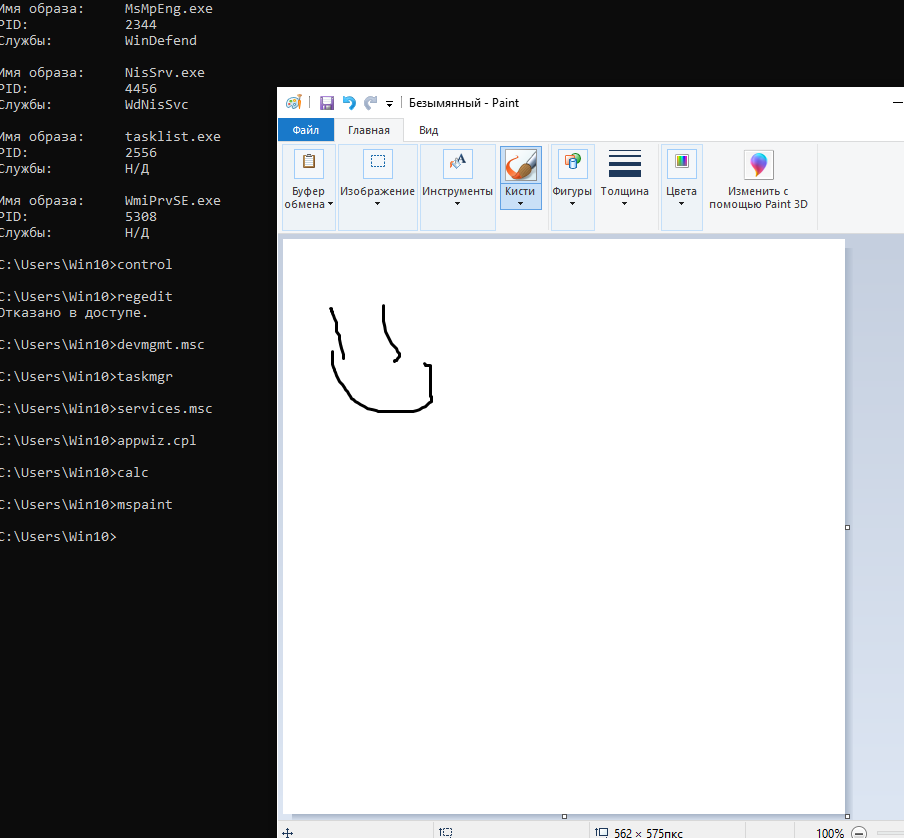 Имя образа: MsMpEng.exe
PID: 2344
Службы: WinDefend
Имя образа: NisSrv.exe
PID: 4456
Службы: WdNisSvc
Имя образа: tasklist.exe
PID: 2556
Службы: Н/Д
Имя образа: WmiPrvSE.exe
PID: 5308
Службы: Н/Д
C:\Users\Win10>control
C:\Users\Win10>regedit
Отказано в доступе.
C:\Users\Win10>devmgmt.msc
C:\Users\Win10>taskmgr
C:\Users\Win10>services.msc
C:\Users\Win10>appwiz.cpl
C:\Users\Win10>calc
C:\Users\Win10>mspaint
C:\Users\Win10>
Безымянный - Paint
Файл Главная Вид
Буфер обмена
Изображение
Инструменты
Кисти
Фигуры
Толщина
Цвета
Изменить с
помощью Paint 3D
562 × 575пкс
100%